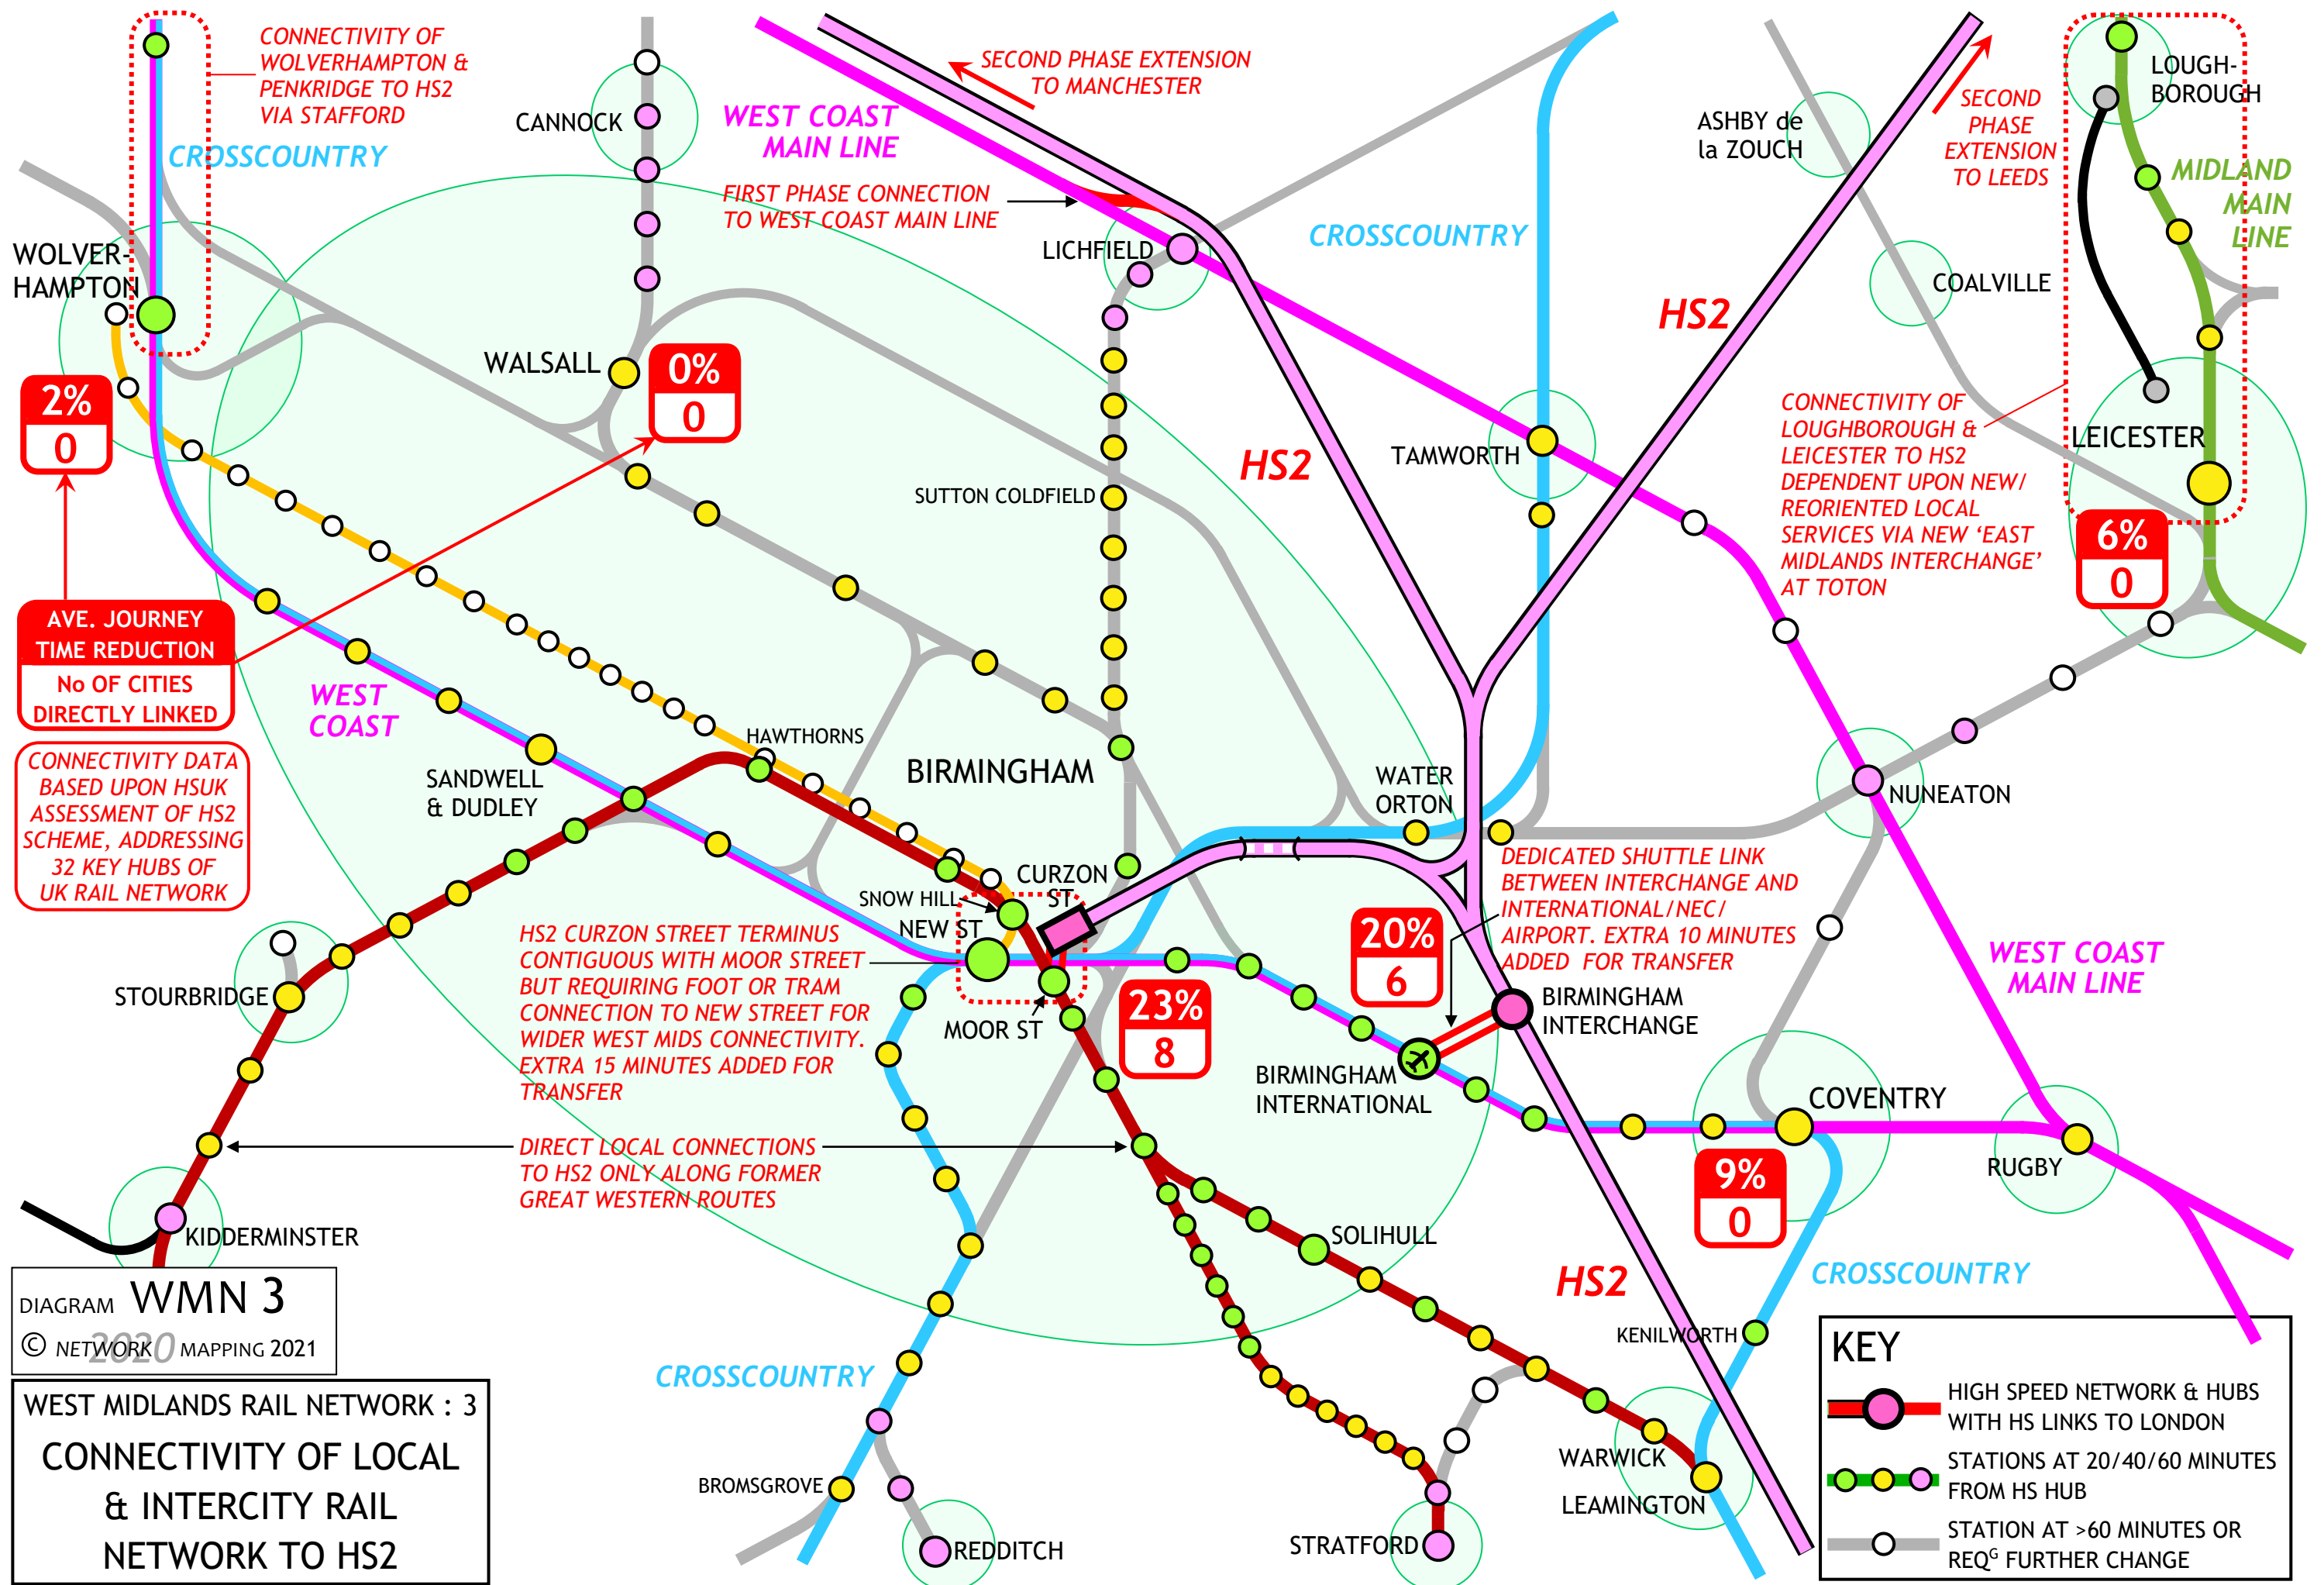 CONNECTIVITY OF
WOLVERHAMPTON &
PENKRIDGE TO HS2
VIA STAFFORD
CROSSCOUNTRY
CANNOCK
WEST COAST
MAIN LINE
SECOND PHASE EXTENSION
TO MANCHESTER
FIRST PHASE CONNECTION
TO WEST COAST MAIN LINE
LICHFIELD
CROSSCOUNTRY
ASHBY de
la ZOUCH
SECOND
PHASE
EXTENSION
TO LEEDS
LOUGH-
BOROUGH
MIDLAND
MAIN
LINE
COALVILLE
HS2
WOLVER-
HAMPTON
2%
0
WALSALL
0%
0
SUTTON COLDFIELD
HS2
TAMWORTH
CONNECTIVITY OF
LOUGHBOROUGH &
LEICESTER TO HS2
DEPENDENT UPON NEW/
REORIENTED LOCAL
SERVICES VIA NEW ‘EAST
MIDLANDS INTERCHANGE’
AT TOTON
LEICESTER
6%
0
AVE. JOURNEY
TIME REDUCTION
No OF CITIES
DIRECTLY LINKED
CONNECTIVITY DATA
BASED UPON HSUK
ASSESSMENT OF HS2
SCHEME, ADDRESSING
32 KEY HUBS OF
UK RAIL NETWORK
WEST
COAST
SANDWELL
& DUDLEY
HAWTHORNS
BIRMINGHAM
WATER
ORTON
NUNEATON
CURZON
ST
SNOW HILL
NEW ST
MOOR ST
DEDICATED SHUTTLE LINK
BETWEEN INTERCHANGE AND
INTERNATIONAL/NEC/
AIRPORT. EXTRA 10 MINUTES
ADDED FOR TRANSFER
20%
6
23%
8
HS2 CURZON STREET TERMINUS
CONTIGUOUS WITH MOOR STREET
BUT REQUIRING FOOT OR TRAM
CONNECTION TO NEW STREET FOR
WIDER WEST MIDS CONNECTIVITY.
EXTRA 15 MINUTES ADDED FOR
TRANSFER
BIRMINGHAM
INTERCHANGE
BIRMINGHAM
INTERNATIONAL
WEST COAST
MAIN LINE
STOURBRIDGE
COVENTRY
9%
0
RUGBY
DIRECT LOCAL CONNECTIONS
TO HS2 ONLY ALONG FORMER
GREAT WESTERN ROUTES
KIDDERMINSTER
SOLIHULL
HS2
CROSSCOUNTRY
KENILWORTH
CROSSCOUNTRY
BROMSGROVE
REDDITCH
STRATFORD
WARWICK
LEAMINGTON
DIAGRAM WMN 3
© NETWORK 2020 MAPPING 2021
WEST MIDLANDS RAIL NETWORK : 3
CONNECTIVITY OF LOCAL
& INTERCITY RAIL
NETWORK TO HS2
KEY
HIGH SPEED NETWORK & HUBS
WITH HS LINKS TO LONDON
STATIONS AT 20/40/60 MINUTES
FROM HS HUB
STATION AT >60 MINUTES OR
REQᴳ FURTHER CHANGE